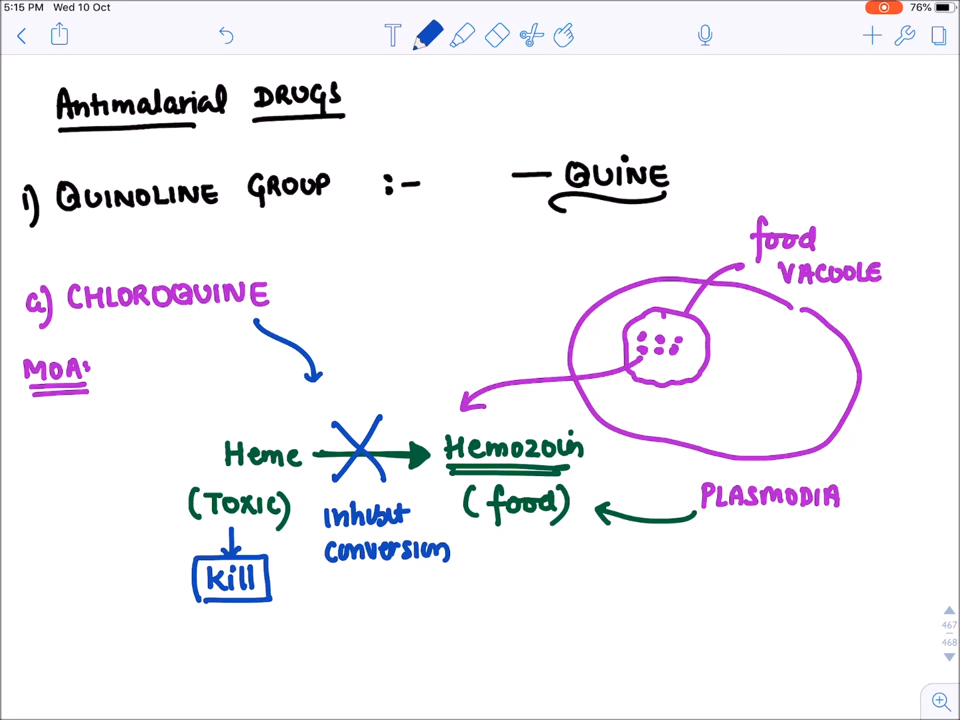 5:15 PM Wed 10 Oct
76%
T
Antimalarial DRUGS
1) QUINOLINE GROUP :- — QUINE
food
VACUOLE
a) CHLOROQUINE
MOA:
Heme Hemozoin
(TOXIC) (food)
PLASMODIA
Inhibit
conversion
Kill
467
468